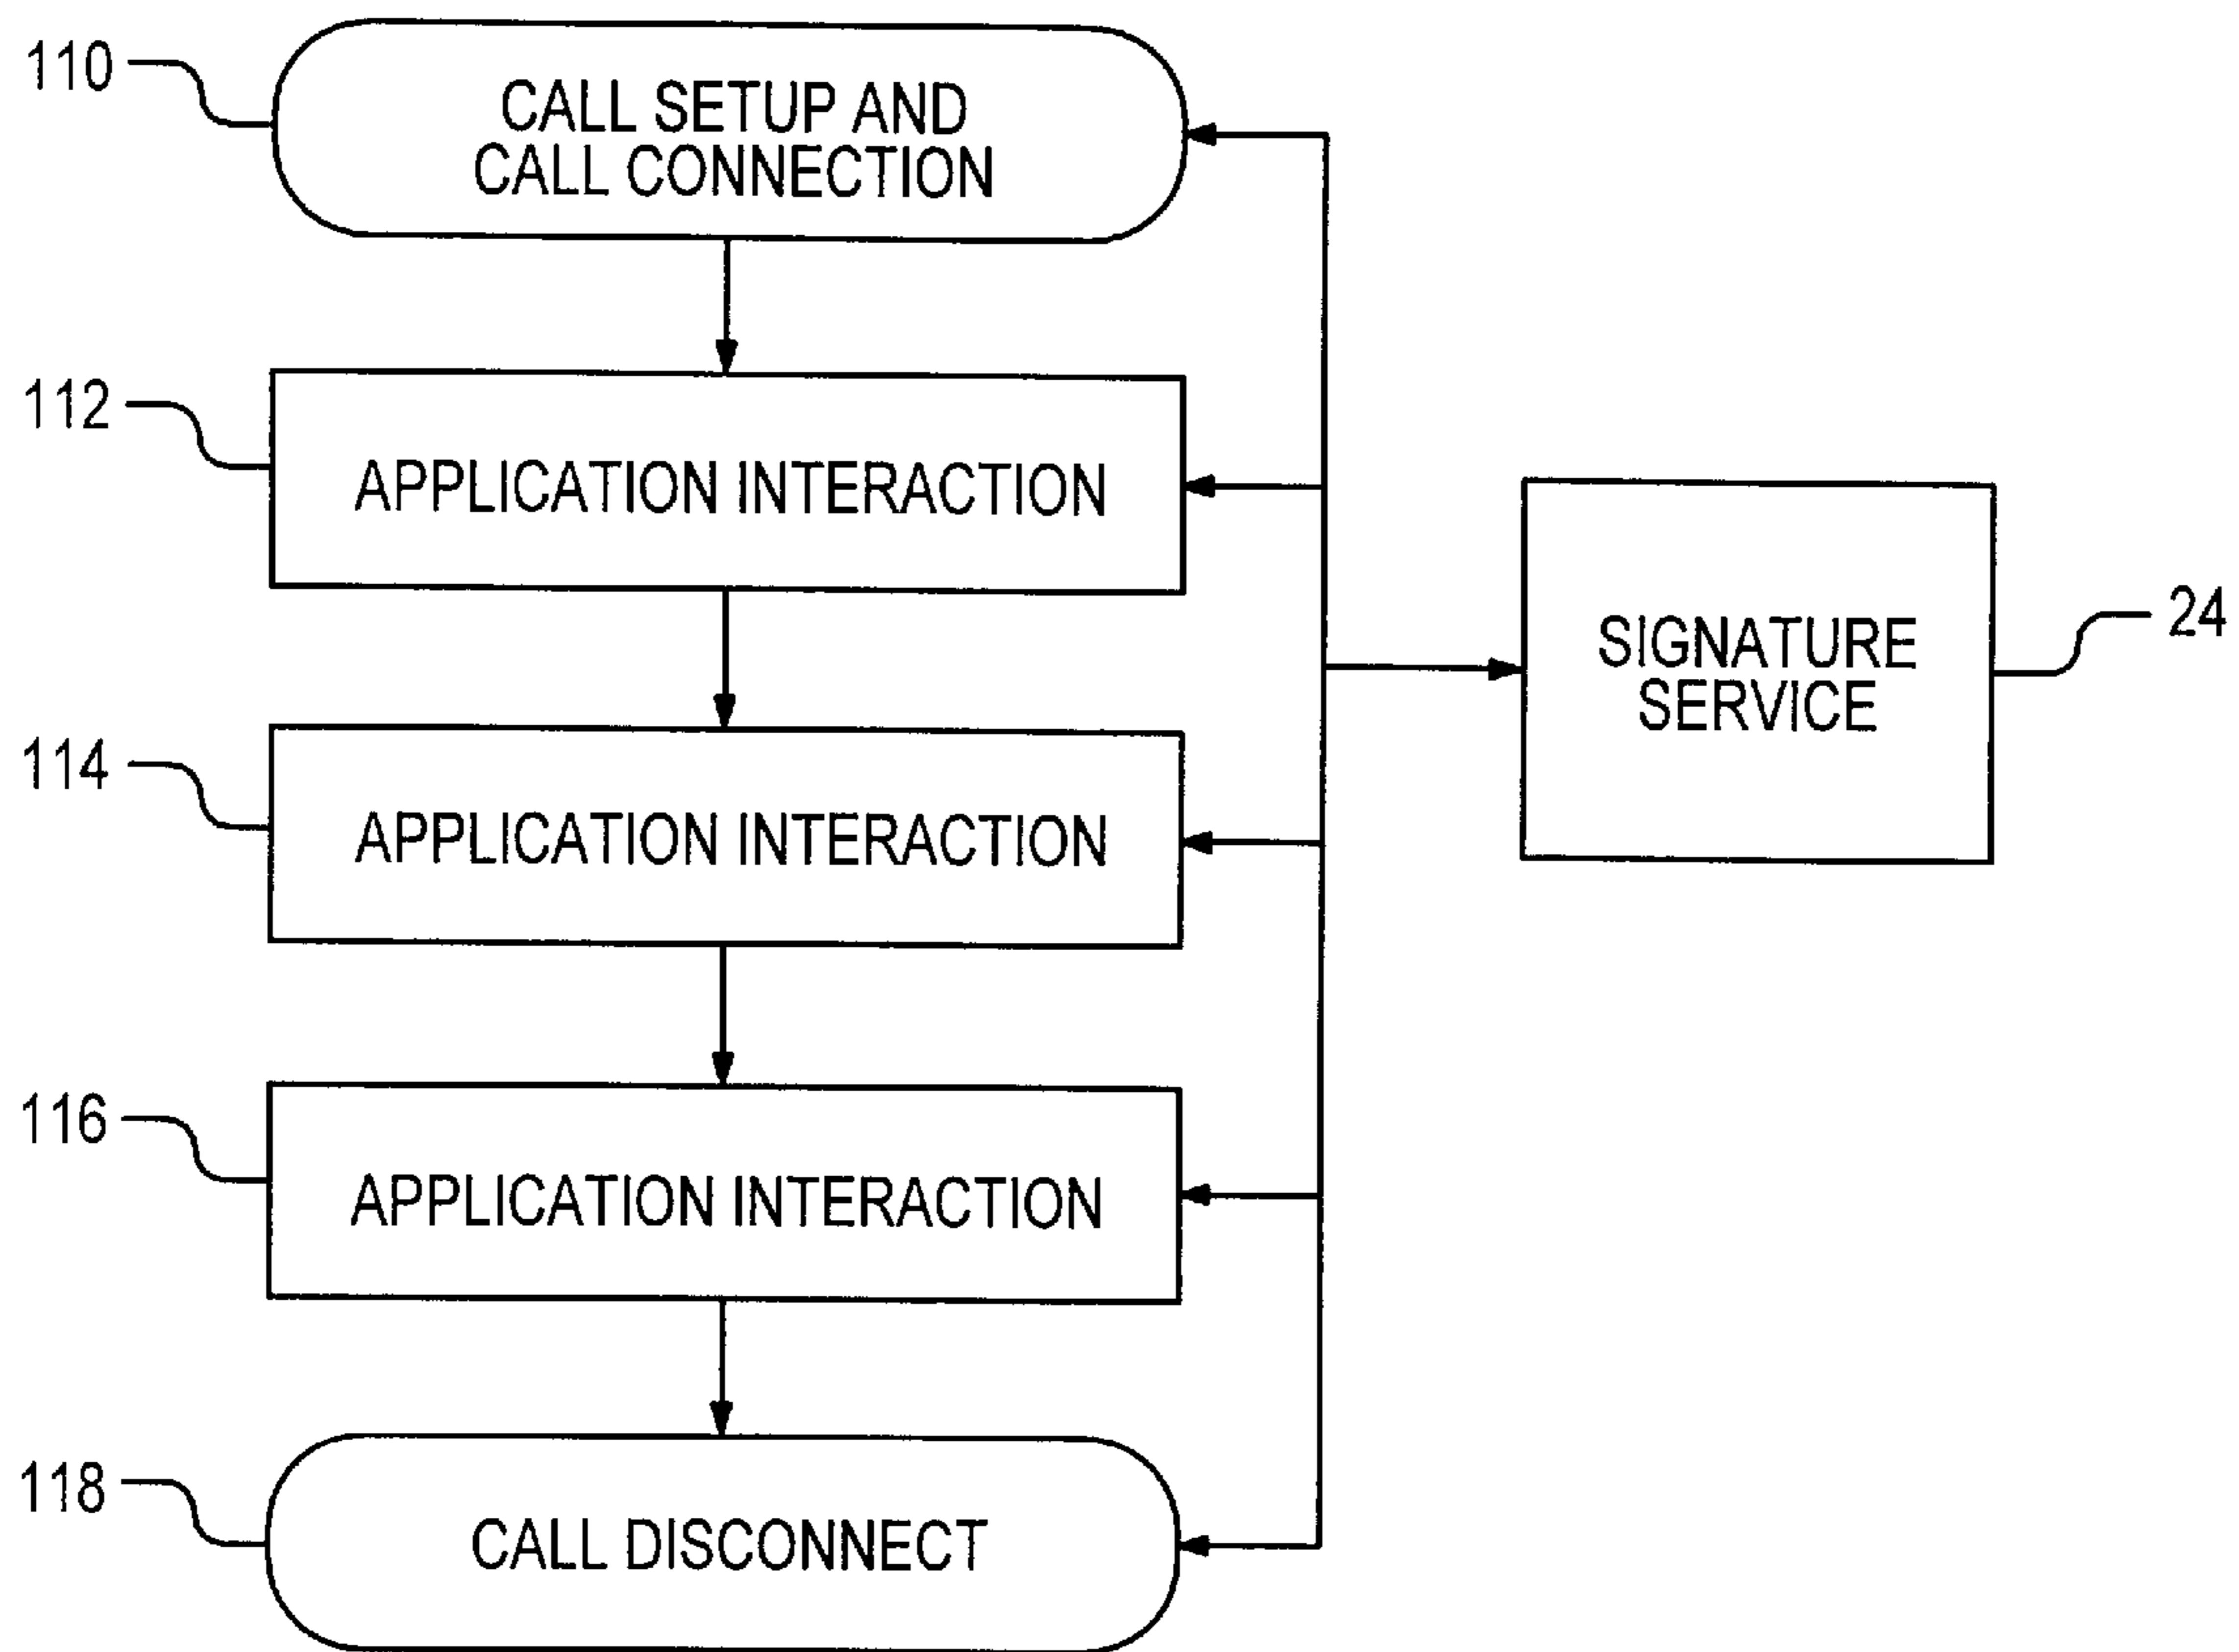 110
CALL SETUP AND
CALL CONNECTION
112
APPLICATION INTERACTION
SIGNATURE
SERVICE
24
114
APPLICATION INTERACTION
116
APPLICATION INTERACTION
118
CALL DISCONNECT